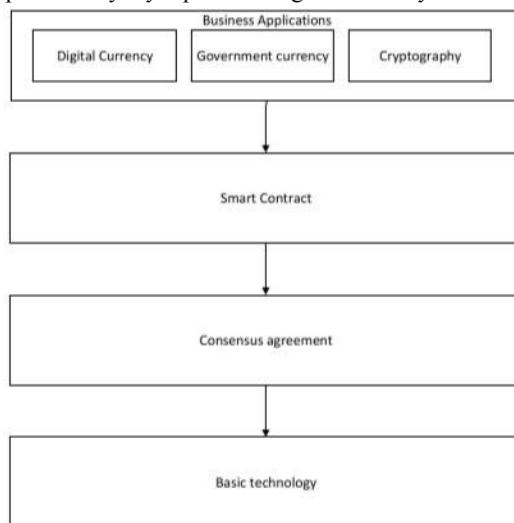 Business Applications
Digital Currency
Government currency
Cryptography
Smart Contract
Consensus agreement
Basic technology